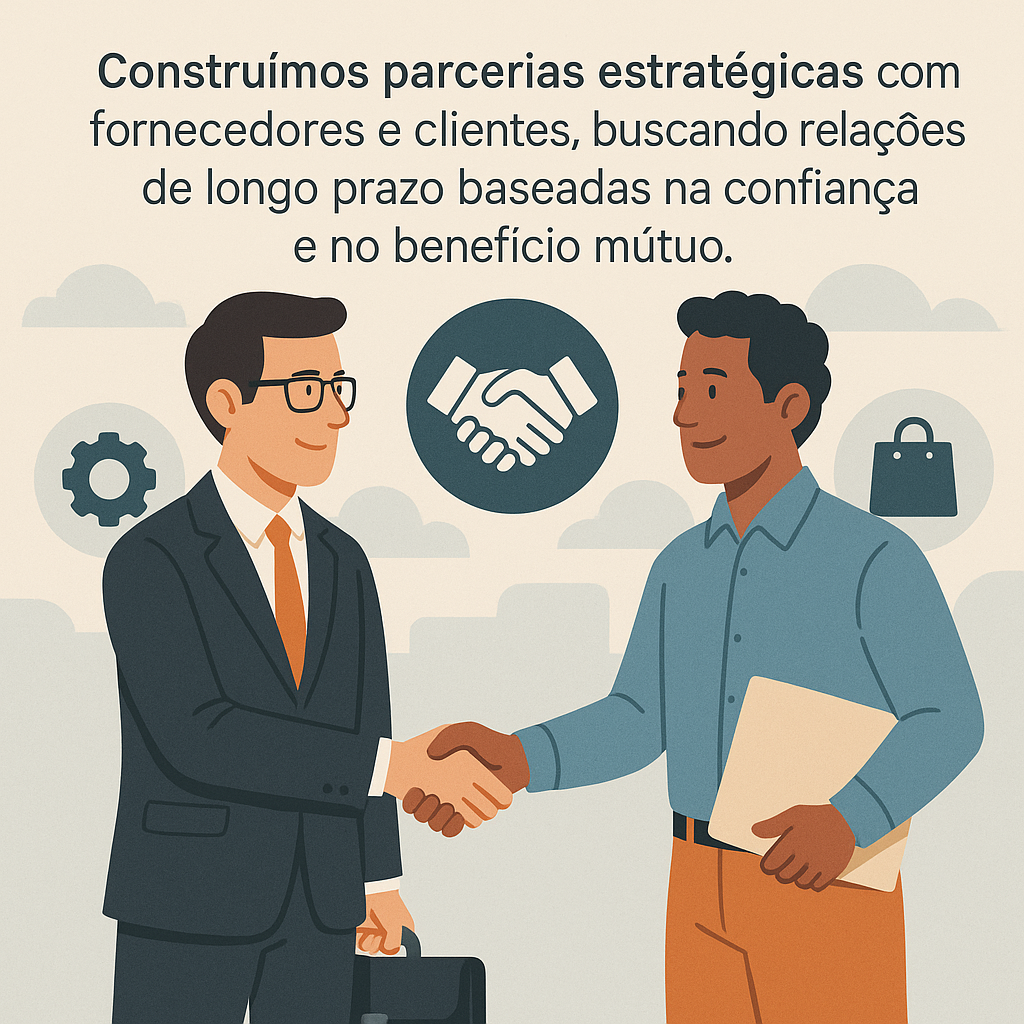 Construímos parcerias estratégicas com
fornecedores e clientes, buscando relações
de longo prazo baseadas na confiança
e no benefício mútuo.